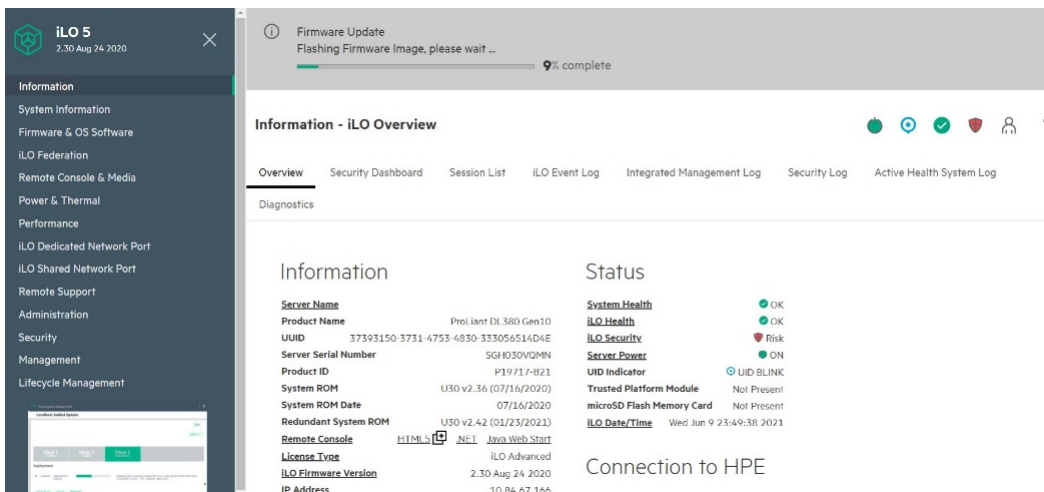 iLO 5
2.30 Aug 24 2020
Firmware Update
Flashing Firmware Image, please wait ...
9% complete
Information
System Information
Firmware & OS Software
iLO Federation
Remote Console & Media
Power & Thermal
Performance
iLO Dedicated Network Port
iLO Shared Network Port
Remote Support
Administration
Security
Management
Lifecycle Management
Information - iLO Overview
Overview Security Dashboard Session List iLO Event Log Integrated Management Log Security Log Active Health System Log
Diagnostics
Information
Server Name
Product Name ProLiant DL380 Gen10
UUID 37393150-3731-4753-4830-333056514D4E
Server Serial Number SGH030VQMN
Product ID P19717-B21
System ROM U30 v2.36 (07/16/2020)
System ROM Date 07/16/2020
Redundant System ROM U30 v2.42 (01/23/2021)
Remote Console HTML5 .NET Java Web Start
License Type iLO Advanced
iLO Firmware Version 2.30 Aug 24 2020
IP Address 10.84.67.166
Status
System Health OK
iLO Health OK
iLO Security Risk
Server Power ON
UID Indicator UID BLINK
Trusted Platform Module Not Present
microSD Flash Memory Card Not Present
iLO Date/Time Wed Jun 9 23:49:38 2021
Connection to HPE